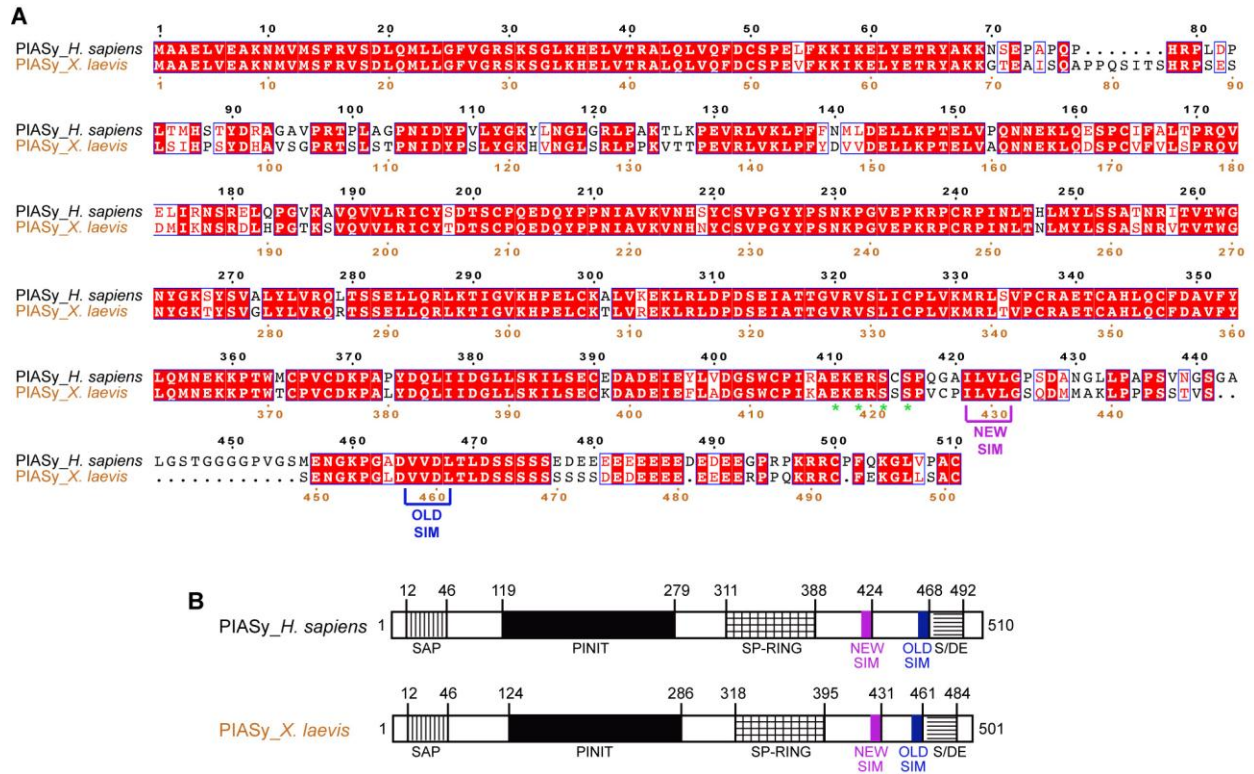 A
1 10 20 30 40 50 60 70 80
PIASy_H. sapiens MAAELVEAKNMVMSFRVSDLQMLLGFVGRSKSGLKHELVTRALQLVQFDCSPELFKKIKELYETRYAKKNSEPAPQP.......HRPLDP
PIASy_X. laevis MAAELVEAKNMVMSFRVSDLQMLLGFVGRSKSGLKHELVTRALQLVQFDCSPEVFKKIKELYETRYAKKGTEAISQAPPQSITSHRPSES
1 10 20 30 40 50 60 70 80 90
90 100 110 120 130 140 150 160 170
PIASy_H. sapiens LTMHSTYDRAGAVPRTPLAGPNIDYPVLYGKYLNGLGRLPAKTLKPEVRLVKLPFFNMLDELLKPTELVPQNNEKLQESPCIFALTPRQV
PIASy_X. laevis LSIHPSYDHAVSGPRTSLSTPNIDYPSLYGKHVNGLSRLPPKVTTPEVRLVKLPFYDVVDELLKPTELVAQNNEKLQDSPCVFVLSPRQV
100 110 120 130 140 150 160 170 180
180 190 200 210 220 230 240 250 260
PIASy_H. sapiens ELIRNSRELQPGVKAVQVVLRICYSDTSCPQEDQYPPNIAVKVNHSYCSVPGYYPSNKPGVEPKRPCRPINLTHLMYLSSATNRITVTWG
PIASy_X. laevis DMIKNSRDLHPGTKSVQVVLRICYTDTSCPQEDQYPPNIAVKVNHNYCSVPGYYPSNKPGVEPKRPCRPINLTNLMYLSSASNRVTVTWG
190 200 210 220 230 240 250 260 270
270 280 290 300 310 320 330 340 350
PIASy_H. sapiens NYGKSYSVALYLVRQLTSSELLQRLKTIGVKHPELCKALVKEKLRLDPDSEIATTGVRVSLICPLVKMRLSVPCRAETCAHLQCFDAVFY
PIASy_X. laevis NYGKTYSVGLYLVRQRTSSELLQRLKTIGVKHPELCKTLVREKLRLDPDSEIATTGVRVSLICPLVKMRLTVPCRAETCAHLQCFDAVFY
280 290 300 310 320 330 340 350 360
360 370 380 390 400 410 420 430 440
PIASy_H. sapiens LQMNEKKPTWMCPVCDKPAPYDQLIIDGLLSKILSECEDADEIEYLVDGSWCPIRAEKERSCSPQGAILVLGPSDANGLLPAPSVNGSGA
PIASy_X. laevis LQMNEKKPTWTCPVCDKPALYDQLIIDGLLSKILSECKDADEIEFLADGSWCPIKAEKERSSSPVCPILVLGSQDMMAKLPPPSSTVS..
370 380 390 400 410 420 430 440
* * * *
NEW
SIM
450 460 470 480 490 500 510
PIASy_H. sapiens LGSTGGGGPVGSMENGKPGADVVDLTLDSSSSSEDEEEEEEEEEDEDEEGPRPKRRCPFQKGLVPAC
PIASy_X. laevis ............SENGKPGLDVVDLTLDSSSSSSSSDEDEEEE.EEEERPPQKRRC.FEKGLLSAC
450 460 470 480 490 500
OLD
SIM
B
12 46 119 279 311 388 424 468 492
PIASy_H. sapiens 1 510
SAP PINIT SP-RING NEW SIM OLD SIM S/DE
12 46 124 286 318 395 431 461 484
PIASy_X. laevis 1 501
SAP PINIT SP-RING NEW SIM OLD SIM S/DE